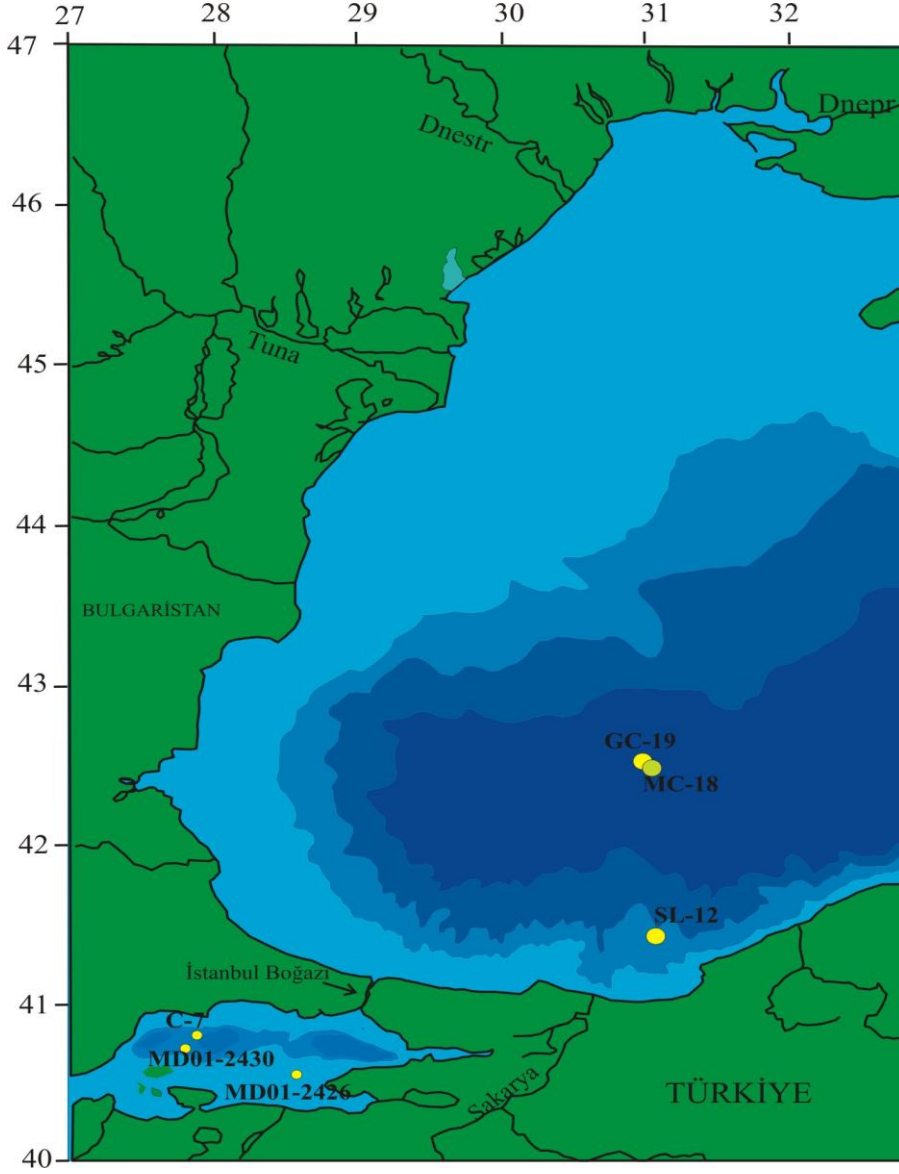 27 28 29 30 31 32
47
Dnepr
Dnestr
46
45
Tuna
44
BULGARİSTAN
43
GC-19
MC-18
42
SL-12
İstanbul Boğazi
41
C-7
MD01-2430
MD01-2426
Sakarya
TÜRKİYE
40